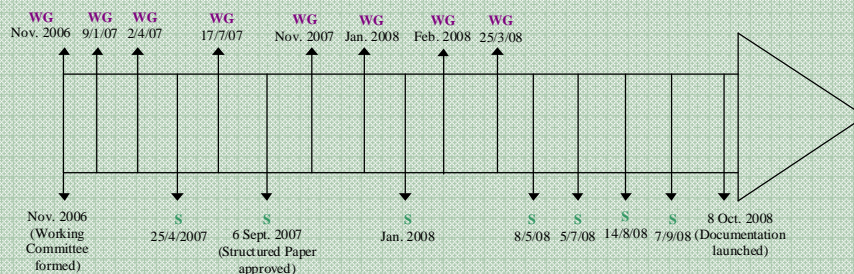 WG WG WG WG WG WG WG WG
Nov. 2006 9/1/07 2/4/07 17/7/07 Nov. 2007 Jan. 2008 Feb. 2008 25/3/08
Nov. 2006
(Working
Committee
formed)
S
25/4/2007
S
6 Sept. 2007
(Structured Paper
approved)
S
Jan. 2008
S
8/5/08
S
5/7/08
S
14/8/08
S
7/9/08
8 Oct. 2008
(Documentation
launched)